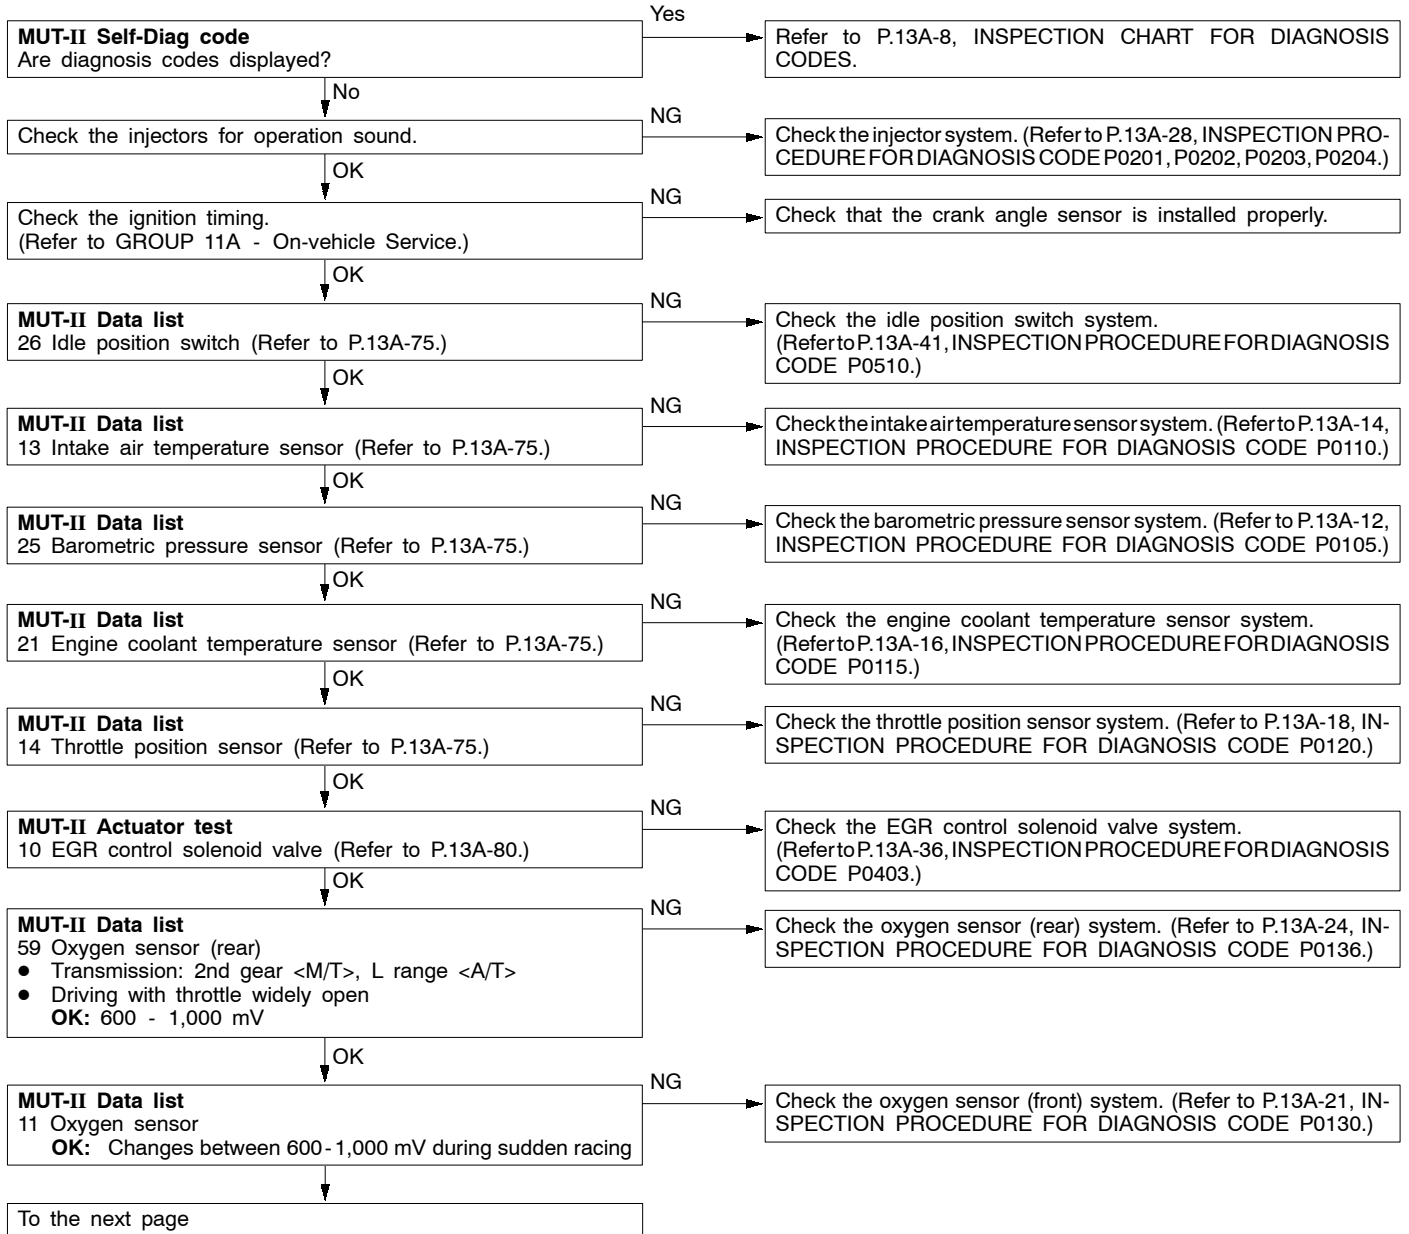 Yes
MUT-II Self-Diag code
Are diagnosis codes displayed?
Refer to P.13A-8, INSPECTION CHART FOR DIAGNOSIS
CODES.
No
Check the injectors for operation sound.
NG
Check the injector system. (Refer to P.13A-28, INSPECTION PRO-
CEDURE FOR DIAGNOSIS CODE P0201, P0202, P0203, P0204.)
OK
Check the ignition timing.
(Refer to GROUP 11A - On-vehicle Service.)
NG
Check that the crank angle sensor is installed properly.
OK
MUT-II Data list
26 Idle position switch (Refer to P.13A-75.)
NG
Check the idle position switch system.
(Refer to P.13A-41, INSPECTION PROCEDURE FOR DIAGNOSIS
CODE P0510.)
OK
MUT-II Data list
13 Intake air temperature sensor (Refer to P.13A-75.)
NG
Check the intake air temperature sensor system. (Refer to P.13A-14,
INSPECTION PROCEDURE FOR DIAGNOSIS CODE P0110.)
OK
MUT-II Data list
25 Barometric pressure sensor (Refer to P.13A-75.)
NG
Check the barometric pressure sensor system. (Refer to P.13A-12,
INSPECTION PROCEDURE FOR DIAGNOSIS CODE P0105.)
OK
MUT-II Data list
21 Engine coolant temperature sensor (Refer to P.13A-75.)
NG
Check the engine coolant temperature sensor system.
(Refer to P.13A-16, INSPECTION PROCEDURE FOR DIAGNOSIS
CODE P0115.)
OK
MUT-II Data list
14 Throttle position sensor (Refer to P.13A-75.)
NG
Check the throttle position sensor system. (Refer to P.13A-18, IN-
SPECTION PROCEDURE FOR DIAGNOSIS CODE P0120.)
OK
MUT-II Actuator test
10 EGR control solenoid valve (Refer to P.13A-80.)
NG
Check the EGR control solenoid valve system.
(Refer to P.13A-36, INSPECTION PROCEDURE FOR DIAGNOSIS
CODE P0403.)
OK
MUT-II Data list
59 Oxygen sensor (rear)
● Transmission: 2nd gear <M/T>, L range <A/T>
● Driving with throttle widely open
OK: 600 - 1,000 mV
NG
Check the oxygen sensor (rear) system. (Refer to P.13A-24, IN-
SPECTION PROCEDURE FOR DIAGNOSIS CODE P0136.)
OK
MUT-II Data list
11 Oxygen sensor
OK: Changes between 600 - 1,000 mV during sudden racing
NG
Check the oxygen sensor (front) system. (Refer to P.13A-21, IN-
SPECTION PROCEDURE FOR DIAGNOSIS CODE P0130.)
To the next page